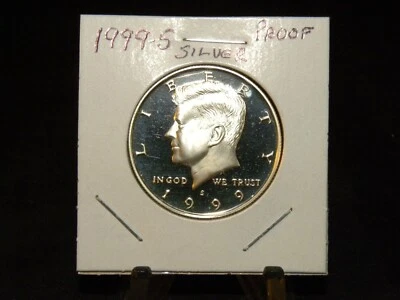 1999-S PROOF
SILVER
LIBERTY
IN GOD WE TRUST
S
1999